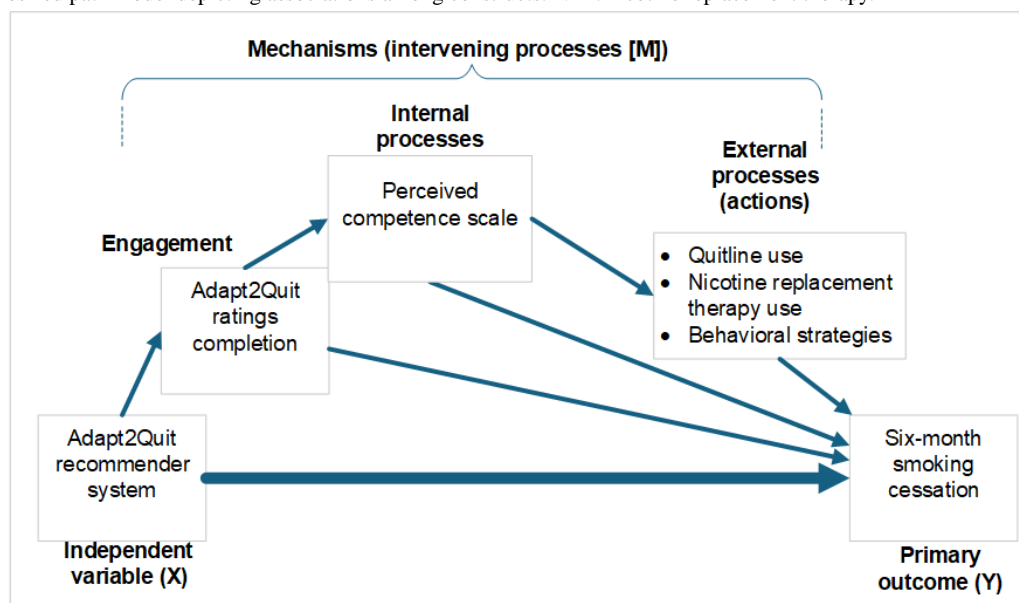 Mechanisms (intervening processes [M])
Internal
processes
External
processes
(actions)
Perceived
competence scale
Engagement
Quitline use
Nicotine replacement
therapy use
Behavioral strategies
Adapt2Quit
ratings
completion
Adapt2Quit
recommender
system
Six-month
smoking
cessation
Independent
variable (X)
Primary
outcome (Y)